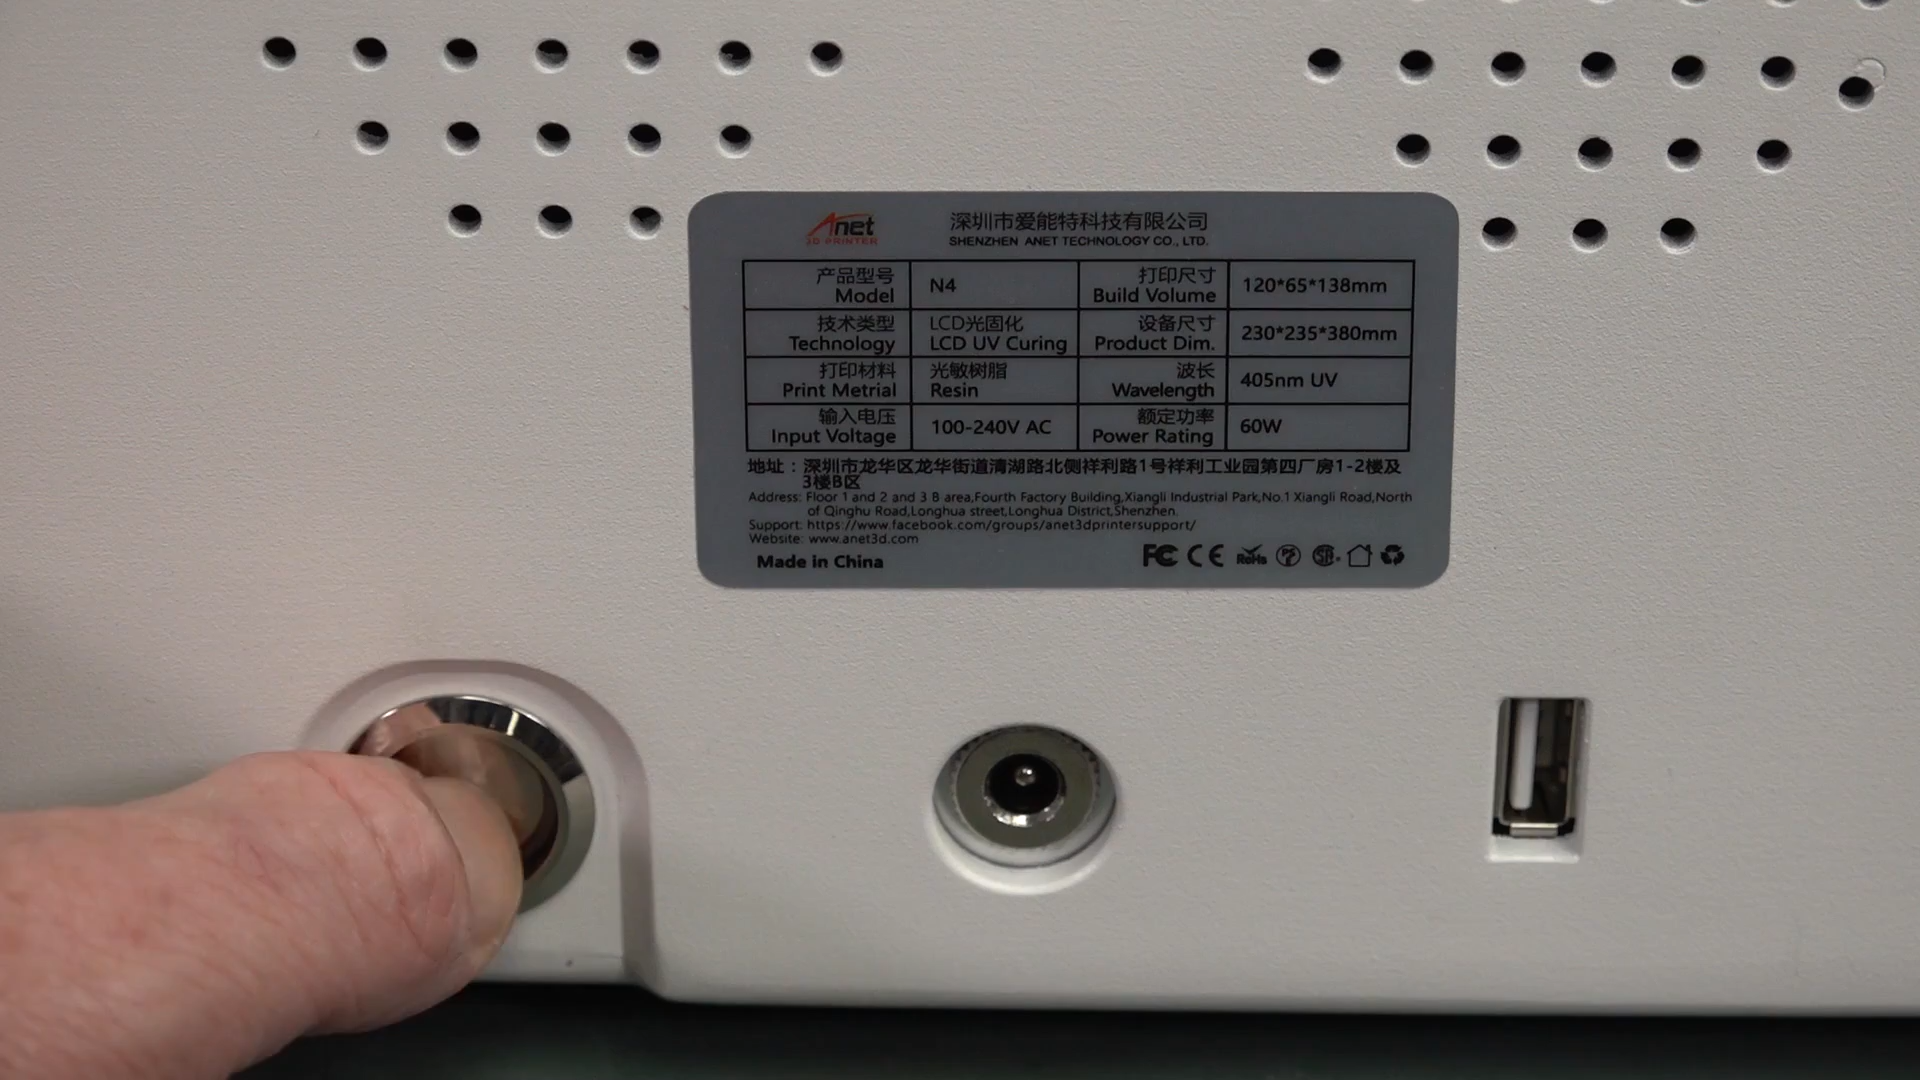 Anet
3D PRINTER
深圳市爱能特科技有限公司
SHENZHEN ANET TECHNOLOGY CO., LTD.
产品型号
Model
N4
打印尺寸
Build Volume
120*65*138mm
技术类型
Technology
LCD光固化
LCD UV Curing
设备尺寸
Product Dim.
230*235*380mm
打印材料
Print Metrial
光敏树脂
Resin
波长
Wavelength
405nm UV
输入电压
Input Voltage
100-240V AC
额定功率
Power Rating
60W
地址：深圳市龙华区龙华街道清湖路北侧祥利路1号祥利工业园第四厂房1-2楼及
3楼B区
Address: Floor 1 and 2 and 3 B area,Fourth Factory Building,Xiangli Industrial Park,No.1 Xiangli Road,North
of Qinghu Road,Longhua street,Longhua District,Shenzhen.
Support: https://www.facebook.com/groups/anet3dprintersupport/
Website: www.anet3d.com
Made in China
FC CE RoHS